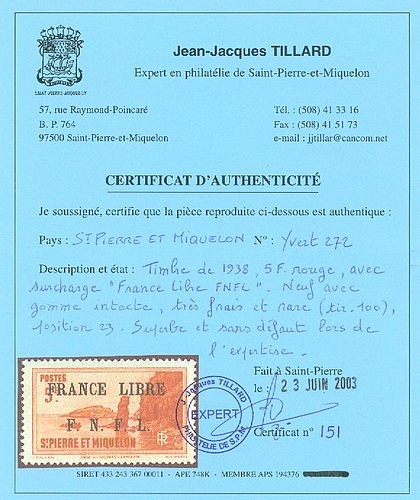 Jean-Jacques TILLARD
Expert en philatélie de Saint-Pierre-et-Miquelon
SAINT-PIERRE-MIQUELON
57, rue Raymond-Poincaré
B. P. 764
97500 Saint-Pierre-et-Miquelon
Tél. : (508) 41 33 16
Fax : (508) 41 51 73
e-mail : jjtillar@cancom.net
CERTIFICAT D'AUTHENTICITÉ
Je soussigné, certifie que la pièce reproduite ci-dessous est authentique :
Pays : ST PIERRE ET MIQUELON N° : Yvert 272
Description et état : Timbre de 1938, 5F. rouge, avec
surcharge "France Libre FNFL". Neuf avec
gomme intacte, très frais et rare (tir. 100),
position 23. Superbe et sans défaut lors de
l'expertise.
Fait à Saint-Pierre
le : 23 JUIN 2003
Certificat n° 151
POSTES
5F
FRANCE LIBRE
F. N. F. L.
ST PIERRE ET MIQUELON
RF
J.-Jacques TILLARD
EXPERT
PHILATELIE DE S.P.M.
SIRET 433 243 367 00011 - APE 748K - MEMBRE APS 194376